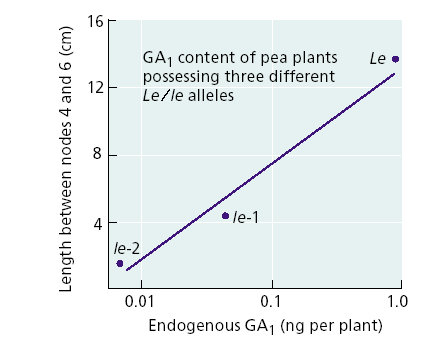 16
GA₁ content of pea plants
possessing three different
Le/le alleles
Le
12
8
4
le-1
le-2
0.01 0.1 1.0
Endogenous GA₁ (ng per plant)
Length between nodes 4 and 6 (cm)